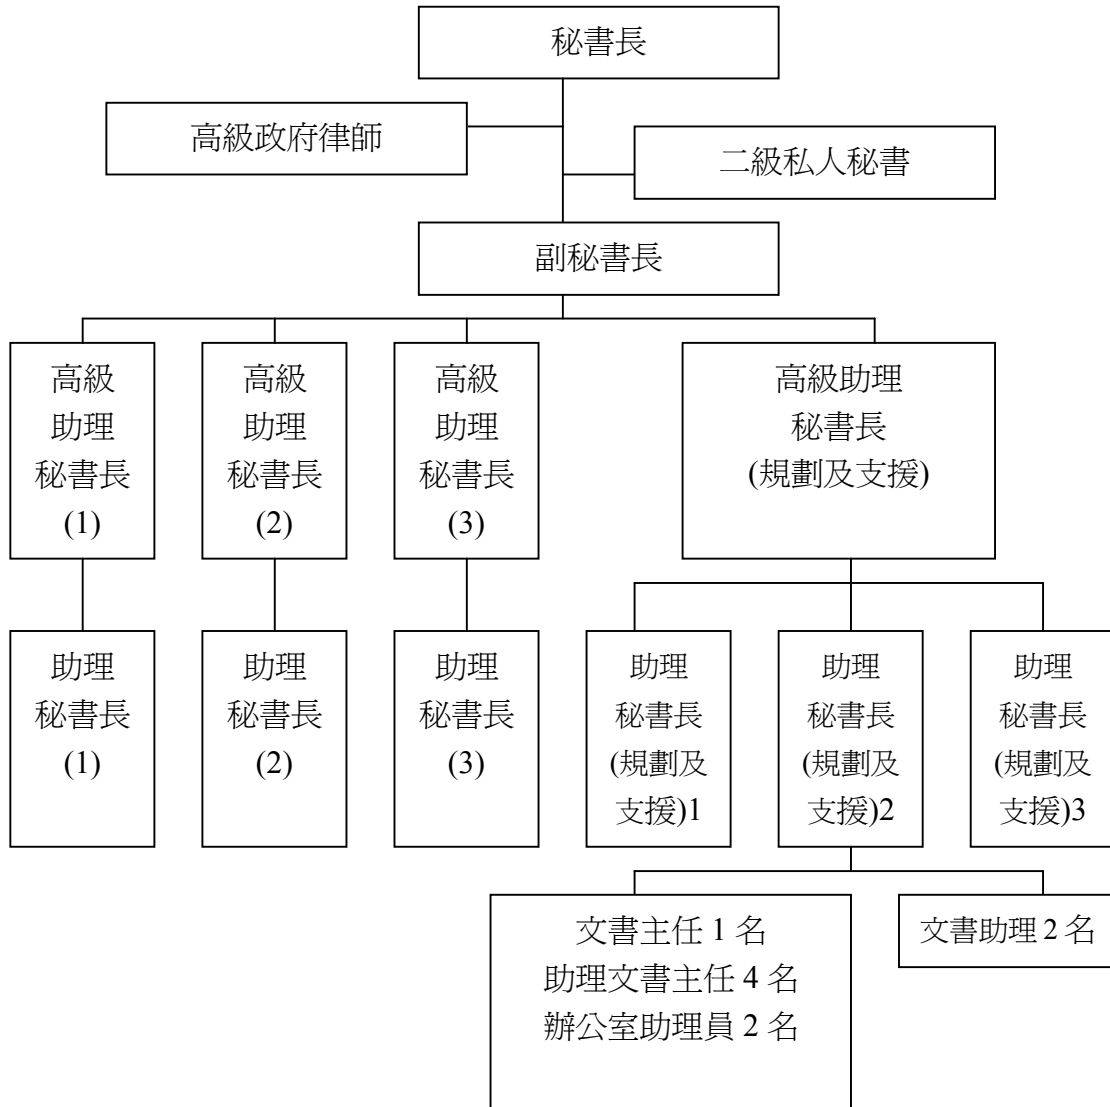 秘書長
高級政府律師
二級私人秘書
副秘書長
高級
助理
秘書長
(1)
高級
助理
秘書長
(2)
高級
助理
秘書長
(3)
高級助理
秘書長
(規劃及支援)
助理
秘書長
(1)
助理
秘書長
(2)
助理
秘書長
(3)
助理
秘書長
(規劃及
支援)1
助理
秘書長
(規劃及
支援)2
助理
秘書長
(規劃及
支援)3
文書主任 1 名
助理文書主任 4 名
辦公室助理員 2 名
文書助理 2 名